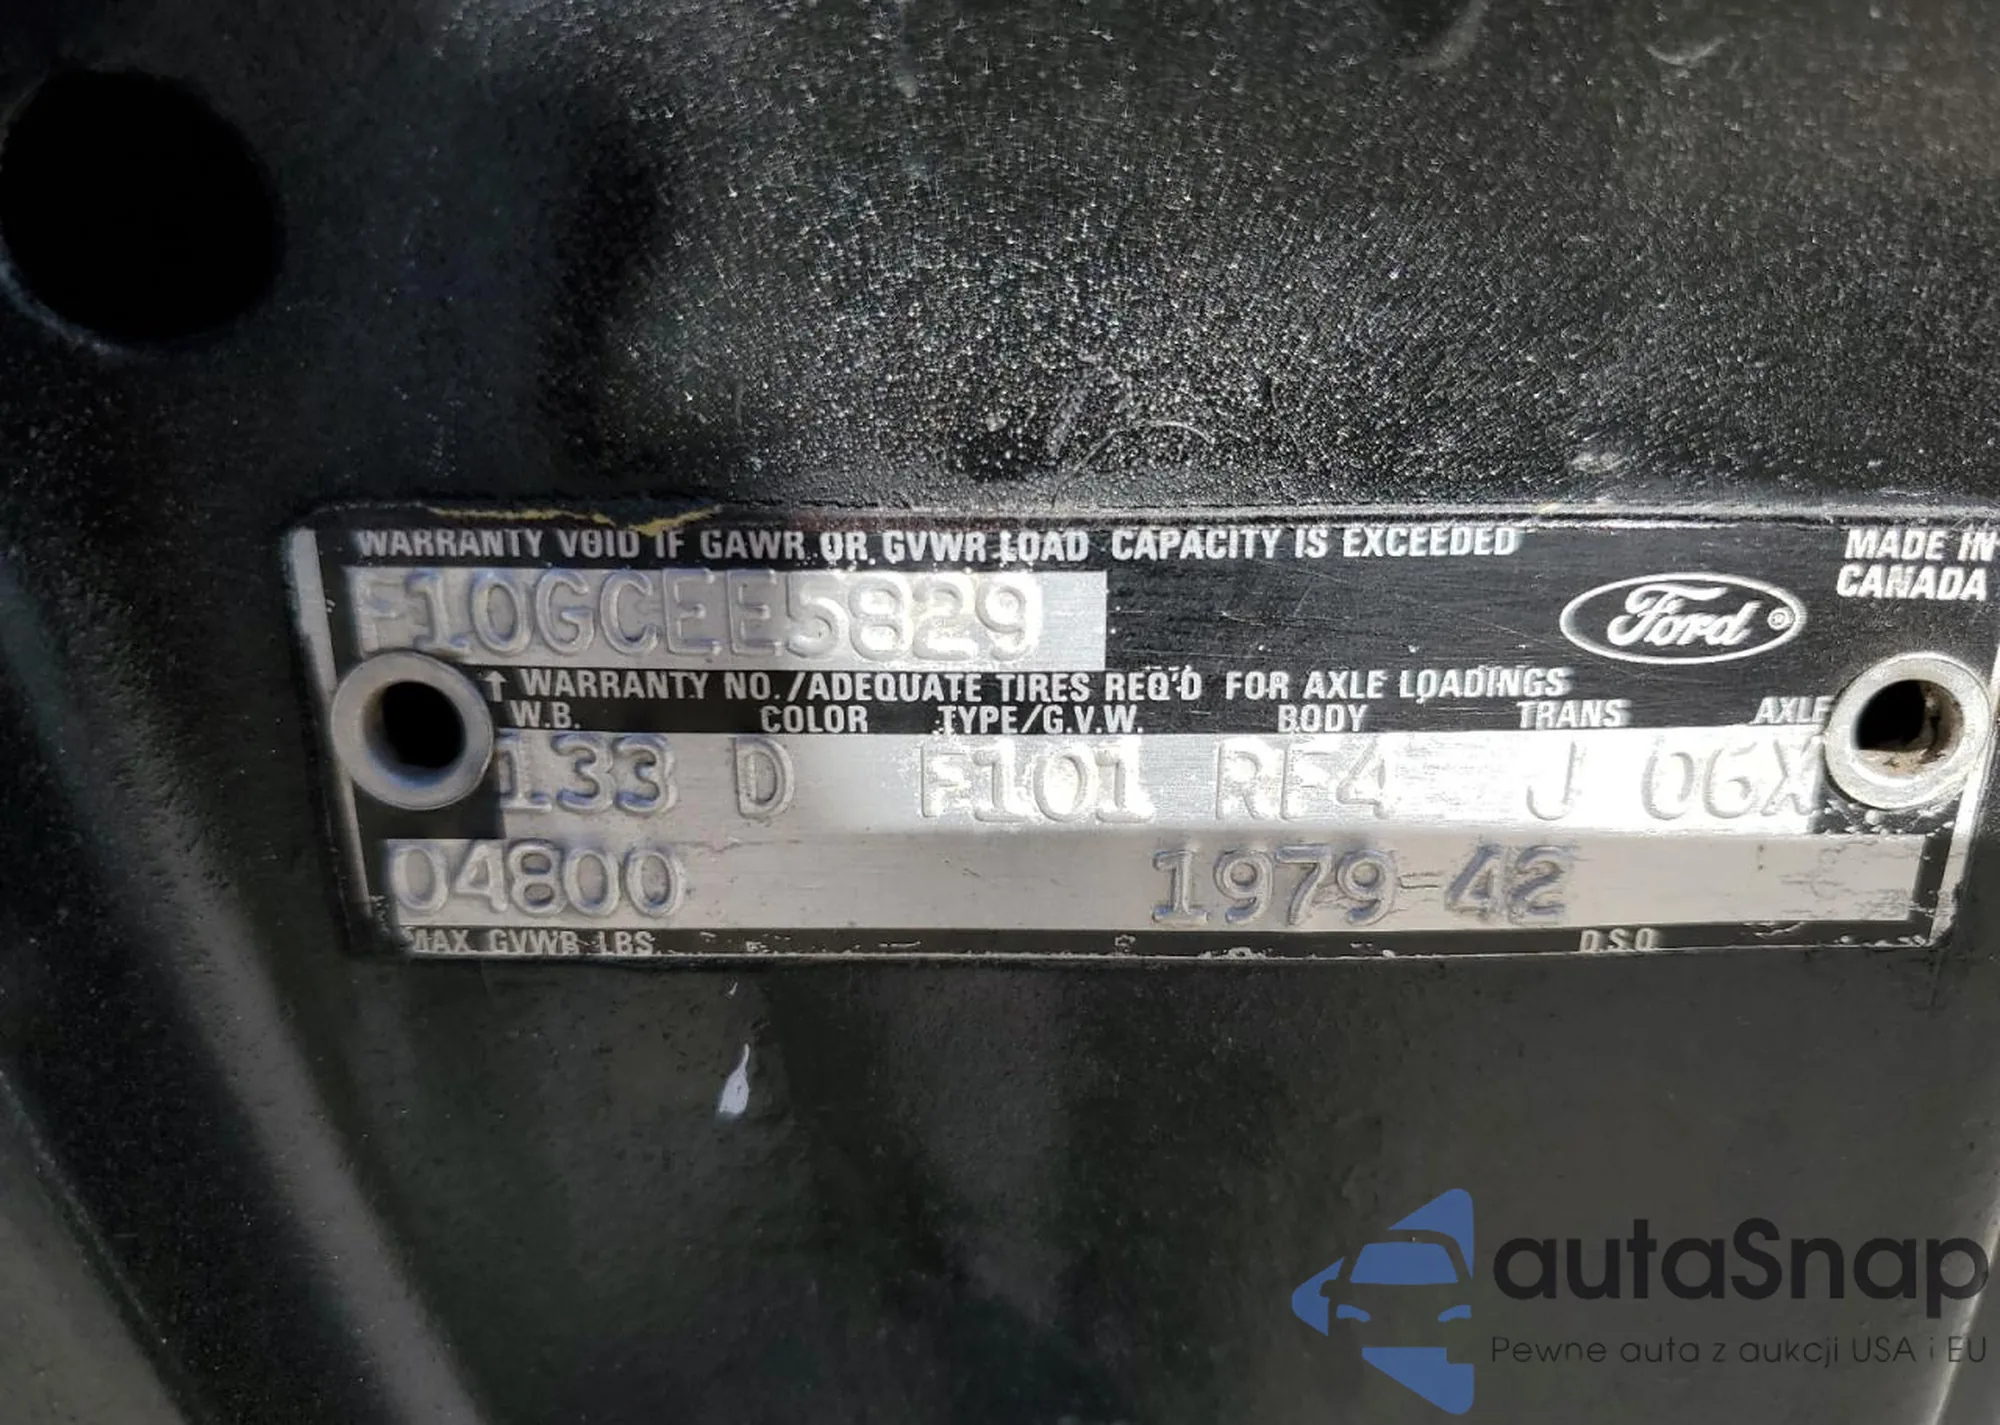 WARRANTY VOID IF GAWR OR GVWR LOAD CAPACITY IS EXCEEDED
MADE IN
CANADA
F10GCEE5829
Ford ®
↑ WARRANTY NO./ADEQUATE TIRES REQ'D FOR AXLE LOADINGS
W.B. COLOR TYPE/G.V.W. BODY TRANS AXLE
133 D F101 RF4 J 06X
04800 1979-42
MAX GVWR LBS D.S.O.
autaSnap
Pewne auta z aukcji USA i EU